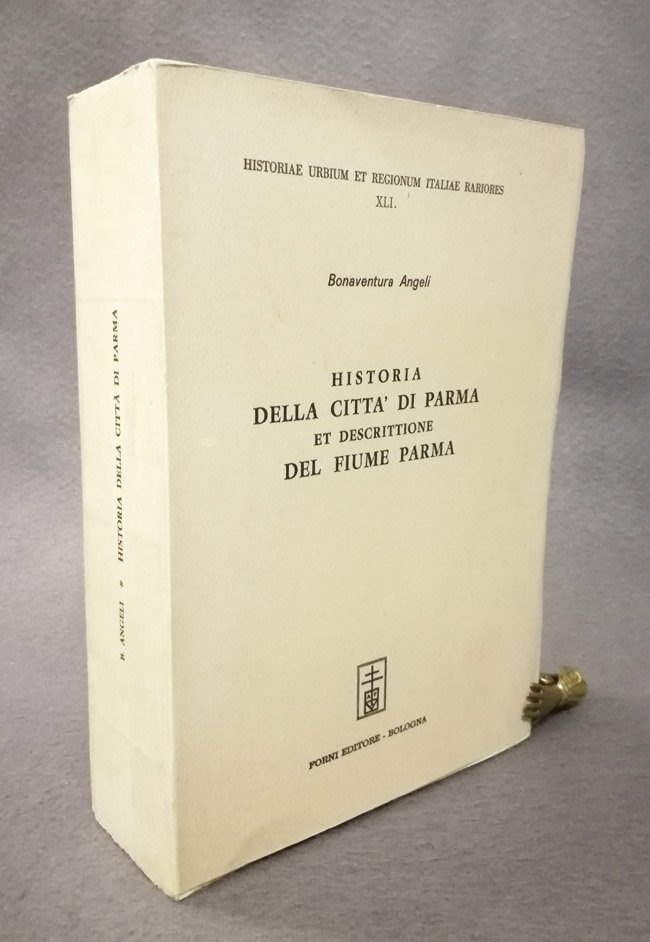 HISTORIAE URBIUM ET REGIONUM ITALIAE RARIORES
XLI.
Bonaventura Angeli
HISTORIA
DELLA CITTA' DI PARMA
ET DESCRITTIONE
DEL FIUME PARMA
FORNI EDITORE - BOLOGNA
B. ANGELI * HISTORIA DELLA CITTÀ DI PARMA